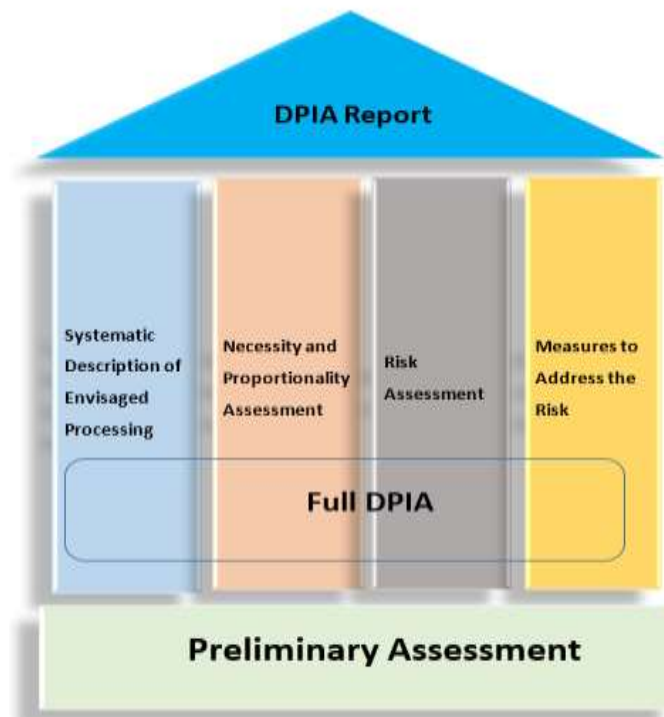 DPIA Report
Systematic
Description of
Envisaged
Processing
Necessity and
Proportionality
Assessment
Risk
Assessment
Measures to
Address the
Risk
Full DPIA
Preliminary Assessment